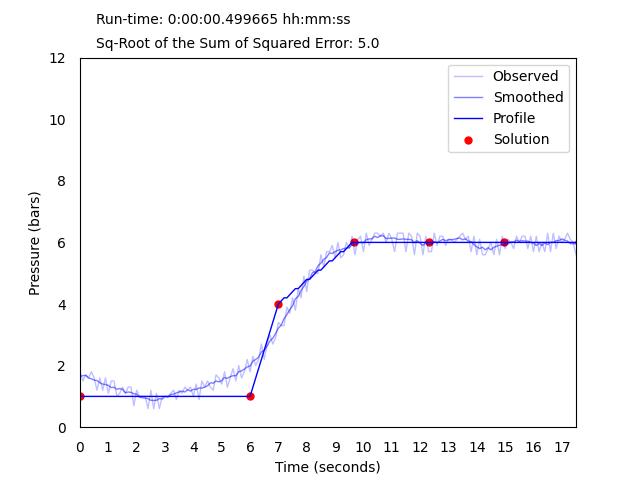 Run-time: 0:00:00.499665 hh:mm:ss
Sq-Root of the Sum of Squared Error: 5.0
12
10
8
6
4
2
0
Pressure (bars)
Observed
Smoothed
Profile
Solution
0 1 2 3 4 5 6 7 8 9 10 11 12 13 14 15 16 17
Time (seconds)